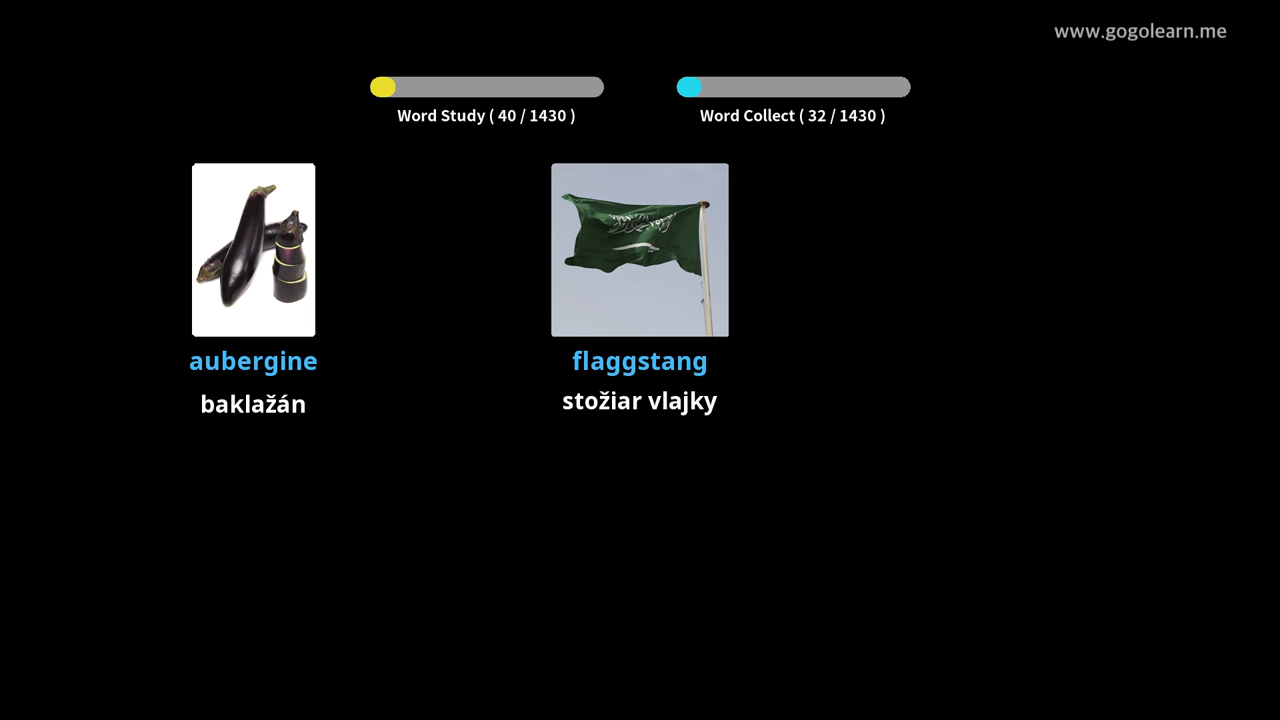 www.gogolearn.me
Word Study ( 40 / 1430 )
Word Collect ( 32 / 1430 )
aubergine
baklažán
flaggstang
stožiar vlajky